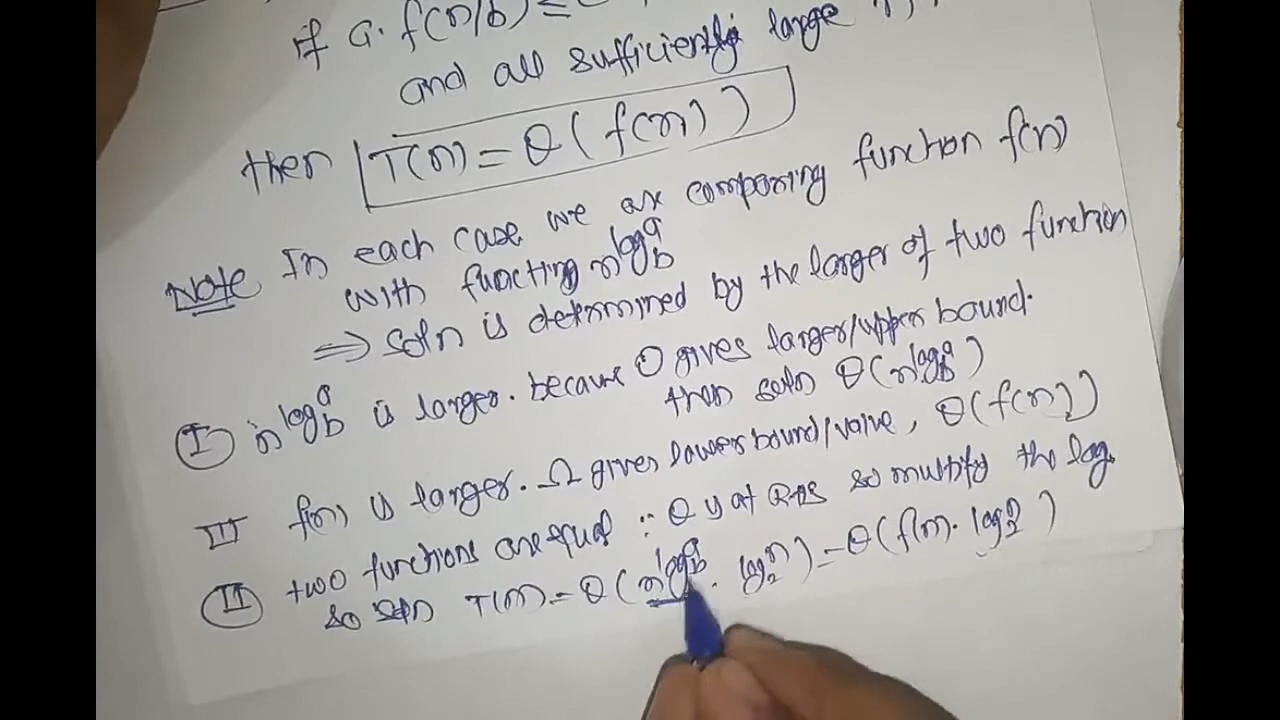 if a. f(n/b) ≤
and all sufficiently large
then T(n) = θ ( f(n) )
Note In each case we are comparing function f(n)
with functing n^log_b^a
⇒ soln is determined by the larger of two function
I n^log_b^a is larger. because O gives larger/upper bound.
then soln θ(n^log_b^a)
III f(n) is larger. Ω gives lower bound/value, θ(f(n))
II two functions are equal ∵ θ is at RHS so multify the log.
so soln T(n) = θ (n^log_b^a . log_2^n) = θ (f(n). log_2^n)